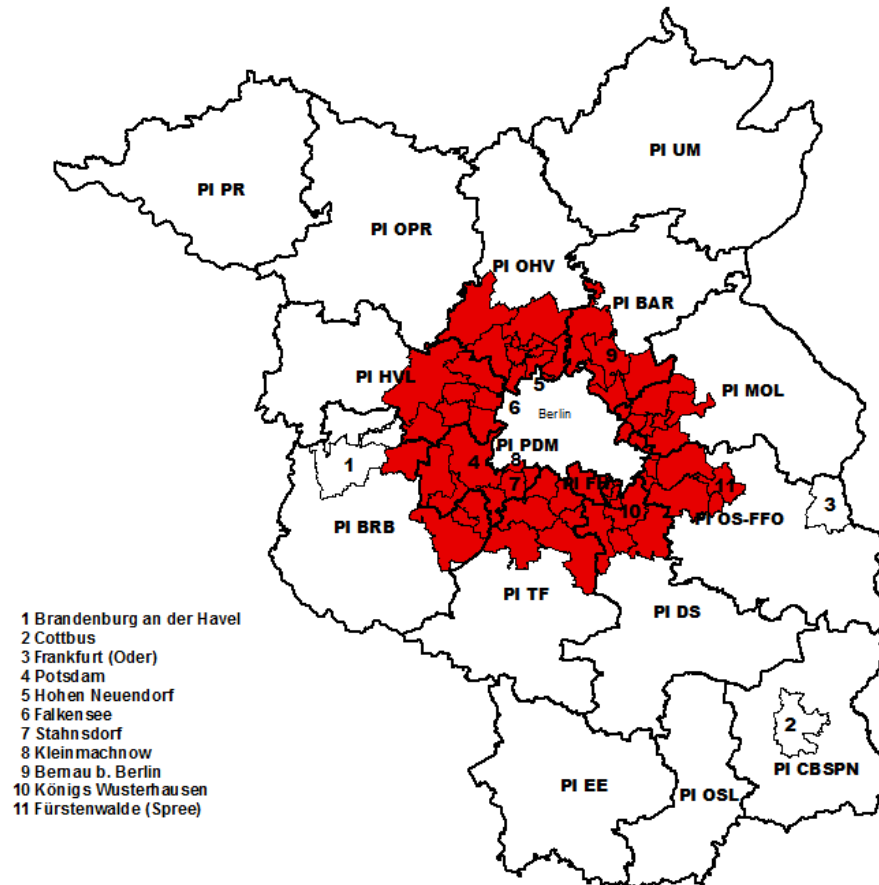 PI UM
PI PR
PI OPR
PI OHV
PI BAR
9
PI HVL
5
PI MOL
6
Berlin
PI PDM
1
4
8
7
PI FH
11
3
10
PI OS-FFO
PI BRB
PI TF
PI DS
1 Brandenburg an der Havel
2 Cottbus
3 Frankfurt (Oder)
4 Potsdam
5 Hohen Neuendorf
6 Falkensee
7 Stahnsdorf
8 Kleinmachnow
9 Bernau b. Berlin
10 Königs Wusterhausen
11 Fürstenwalde (Spree)
2
PI CBSPN
PI EE
PI OSL